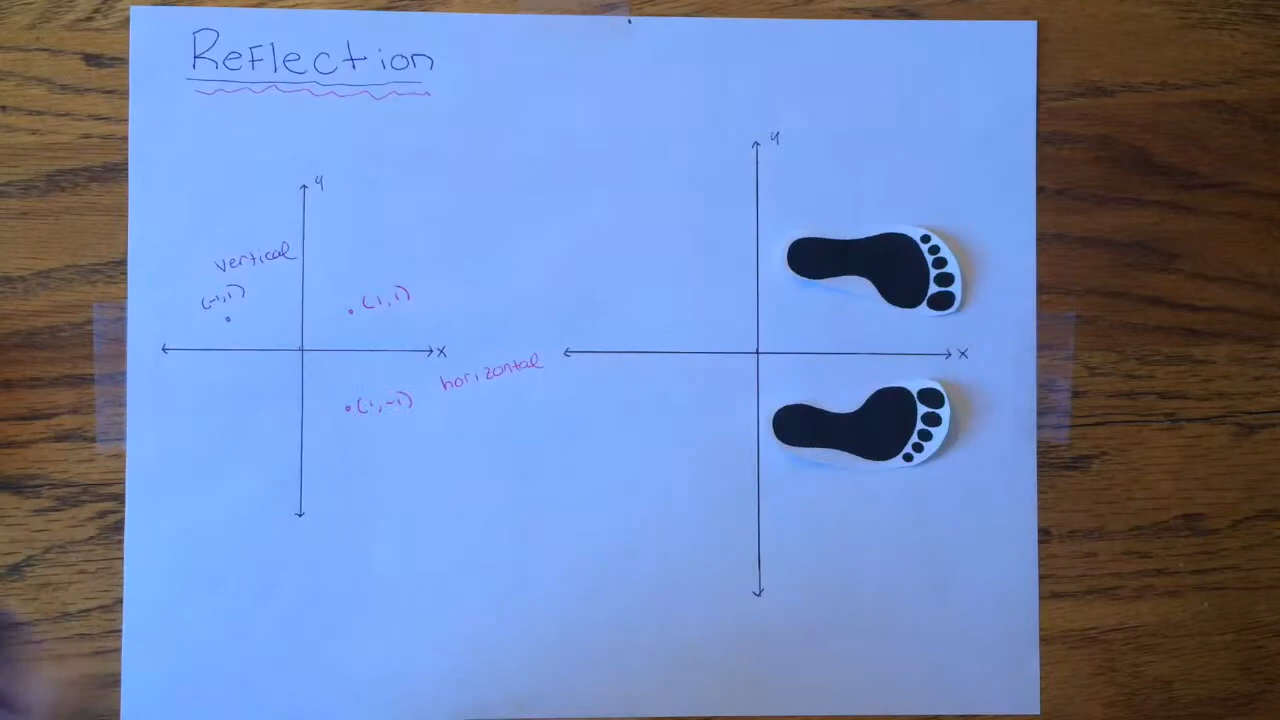 Reflection
y
vertical
(-1,1)
(1,1)
x
horizontal
(1,-1)
y
x